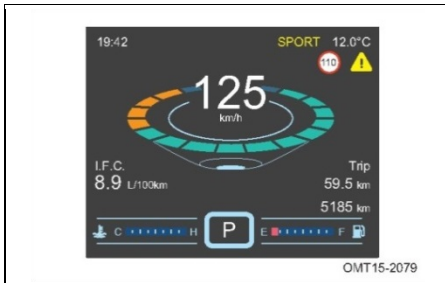 19:42 SPORT 12.0°C
110
125
km/h
I.F.C. Trip
8.9 L/100km 59.5 km
5185 km
C H P E F
OMT15-2079